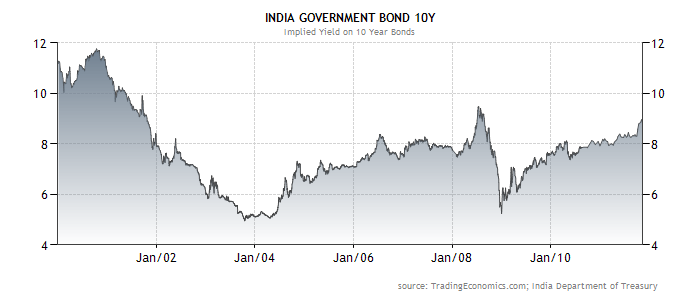 INDIA GOVERNMENT BOND 10Y
Implied Yield on 10 Year Bonds
12 12
10 10
8 8
6 6
4 4
Jan/02 Jan/04 Jan/06 Jan/08 Jan/10
source: TradingEconomics.com; India Department of Treasury